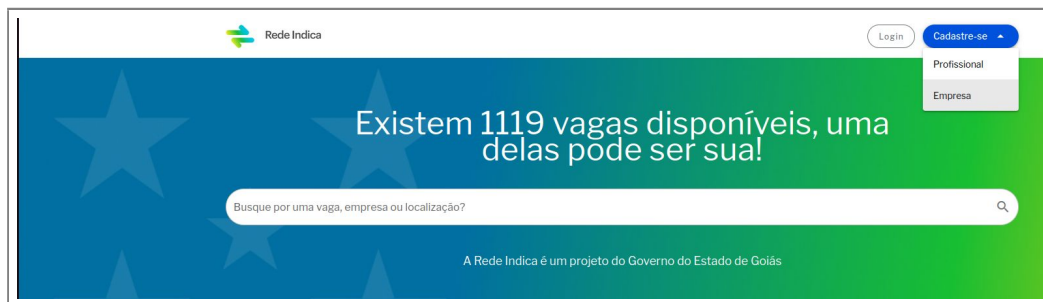 Rede Indica
Login
Cadastre-se
Profissional
Empresa
Existem 1119 vagas disponíveis, uma
delas pode ser sua!
Busque por uma vaga, empresa ou localização?
A Rede Indica é um projeto do Governo do Estado de Goiás